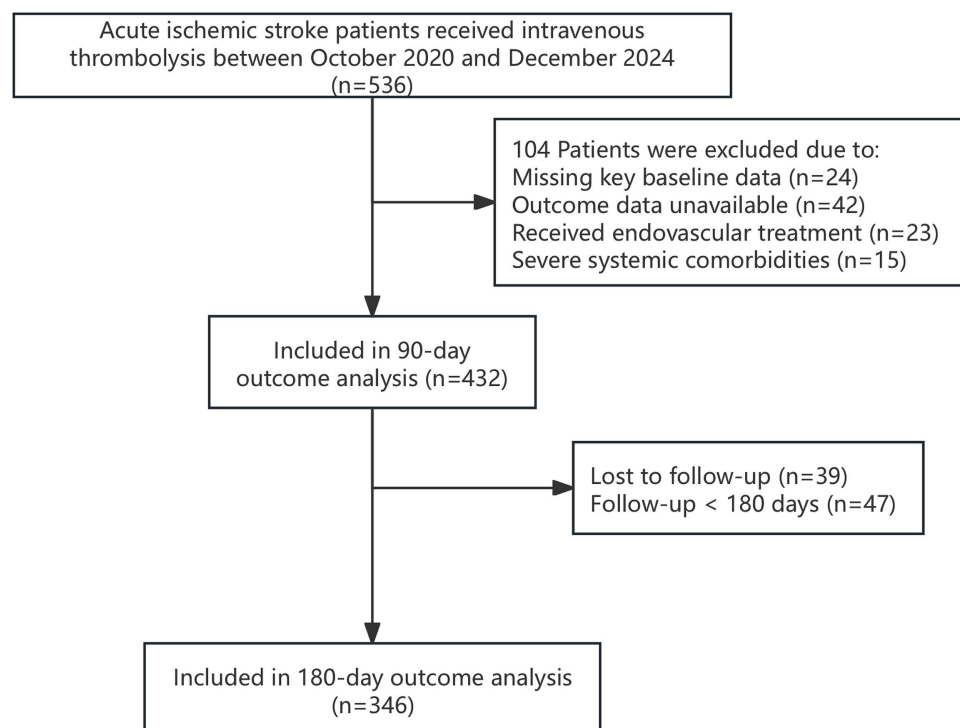 Acute ischemic stroke patients received intravenous
thrombolysis between October 2020 and December 2024
(n=536)
104 Patients were excluded due to:
Missing key baseline data (n=24)
Outcome data unavailable (n=42)
Received endovascular treatment (n=23)
Severe systemic comorbidities (n=15)
Included in 90-day
outcome analysis (n=432)
Lost to follow-up (n=39)
Follow-up < 180 days (n=47)
Included in 180-day outcome analysis
(n=346)